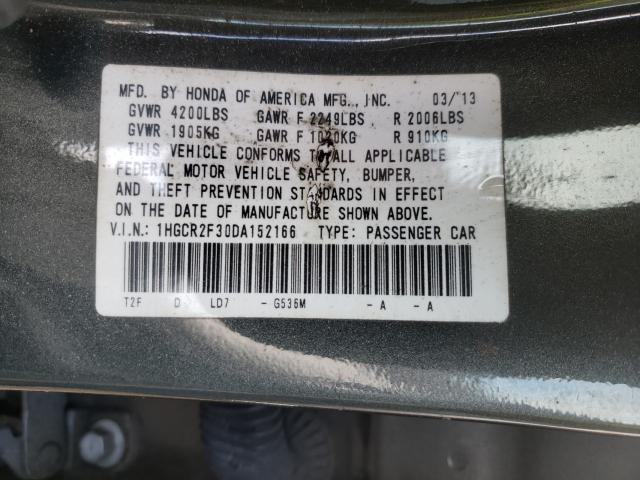 MFD. BY HONDA OF AMERICA MFG., INC. 03/13
GVWR 4200LBS GAWR F 2249LBS R 2006LBS
GVWR 1905KG GAWR F 1020KG R 910KG
THIS VEHICLE CONFORMS TO ALL APPLICABLE
FEDERAL MOTOR VEHICLE SAFETY, BUMPER,
AND THEFT PREVENTION STANDARDS IN EFFECT
ON THE DATE OF MANUFACTURE SHOWN ABOVE.
V.I.N.: 1HGCR2F30DA152166 TYPE: PASSENGER CAR
T2F D LD7 - G536M - A - A